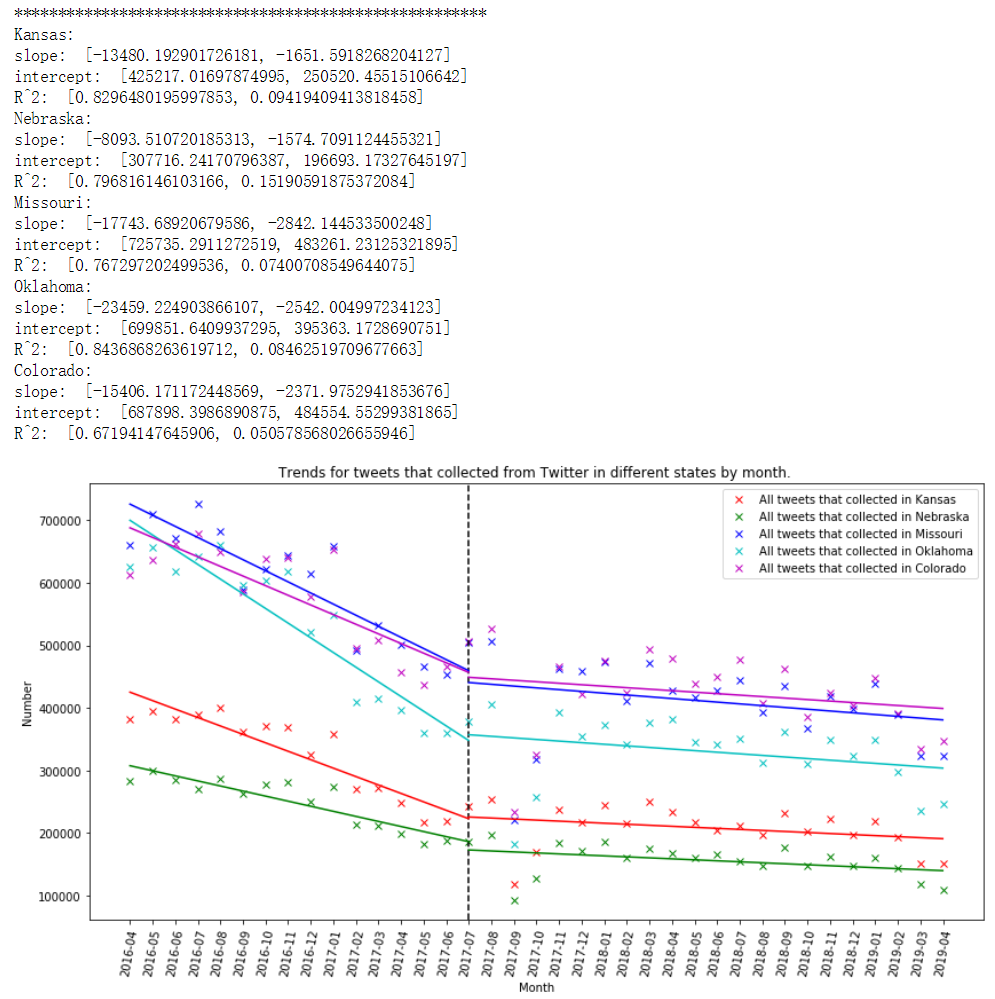 ******************************************************
Kansas:
slope:  [-13480.192901726181, -1651.5918268204127]
intercept:  [425217.01697874995, 250520.45515106642]
R^2:  [0.8296480195997853, 0.09419409413818458]
Nebraska:
slope:  [-8093.510720185313, -1574.7091124455321]
intercept:  [307716.24170796387, 196693.17327645197]
R^2:  [0.796816146103166, 0.15190591875372084]
Missouri:
slope:  [-17743.68920679586, -2842.144533500248]
intercept:  [725735.2911272519, 483261.23125321895]
R^2:  [0.767297202499536, 0.07400708549644075]
Oklahoma:
slope:  [-23459.224903866107, -2542.004997234123]
intercept:  [699851.6409937295, 395363.1728690751]
R^2:  [0.8436868263619712, 0.08462519709677663]
Colorado:
slope:  [-15406.171172448569, -2371.9752941853676]
intercept:  [687898.3986890875, 484554.55299381865]
R^2:  [0.67194147645906, 0.050578568026655946]
Trends for tweets that collected from Twitter in different states by month.
All tweets that collected in Kansas
All tweets that collected in Nebraska
All tweets that collected in Missouri
All tweets that collected in Oklahoma
All tweets that collected in Colorado
Number
700000
600000
500000
400000
300000
200000
100000
2016-04
2016-05
2016-06
2016-07
2016-08
2016-09
2016-10
2016-11
2016-12
2017-01
2017-02
2017-03
2017-04
2017-05
2017-06
2017-07
2017-08
2017-09
2017-10
2017-11
2017-12
2018-01
2018-02
2018-03
2018-04
2018-05
2018-06
2018-07
2018-08
2018-09
2018-10
2018-11
2018-12
2019-01
2019-02
2019-03
2019-04
Month